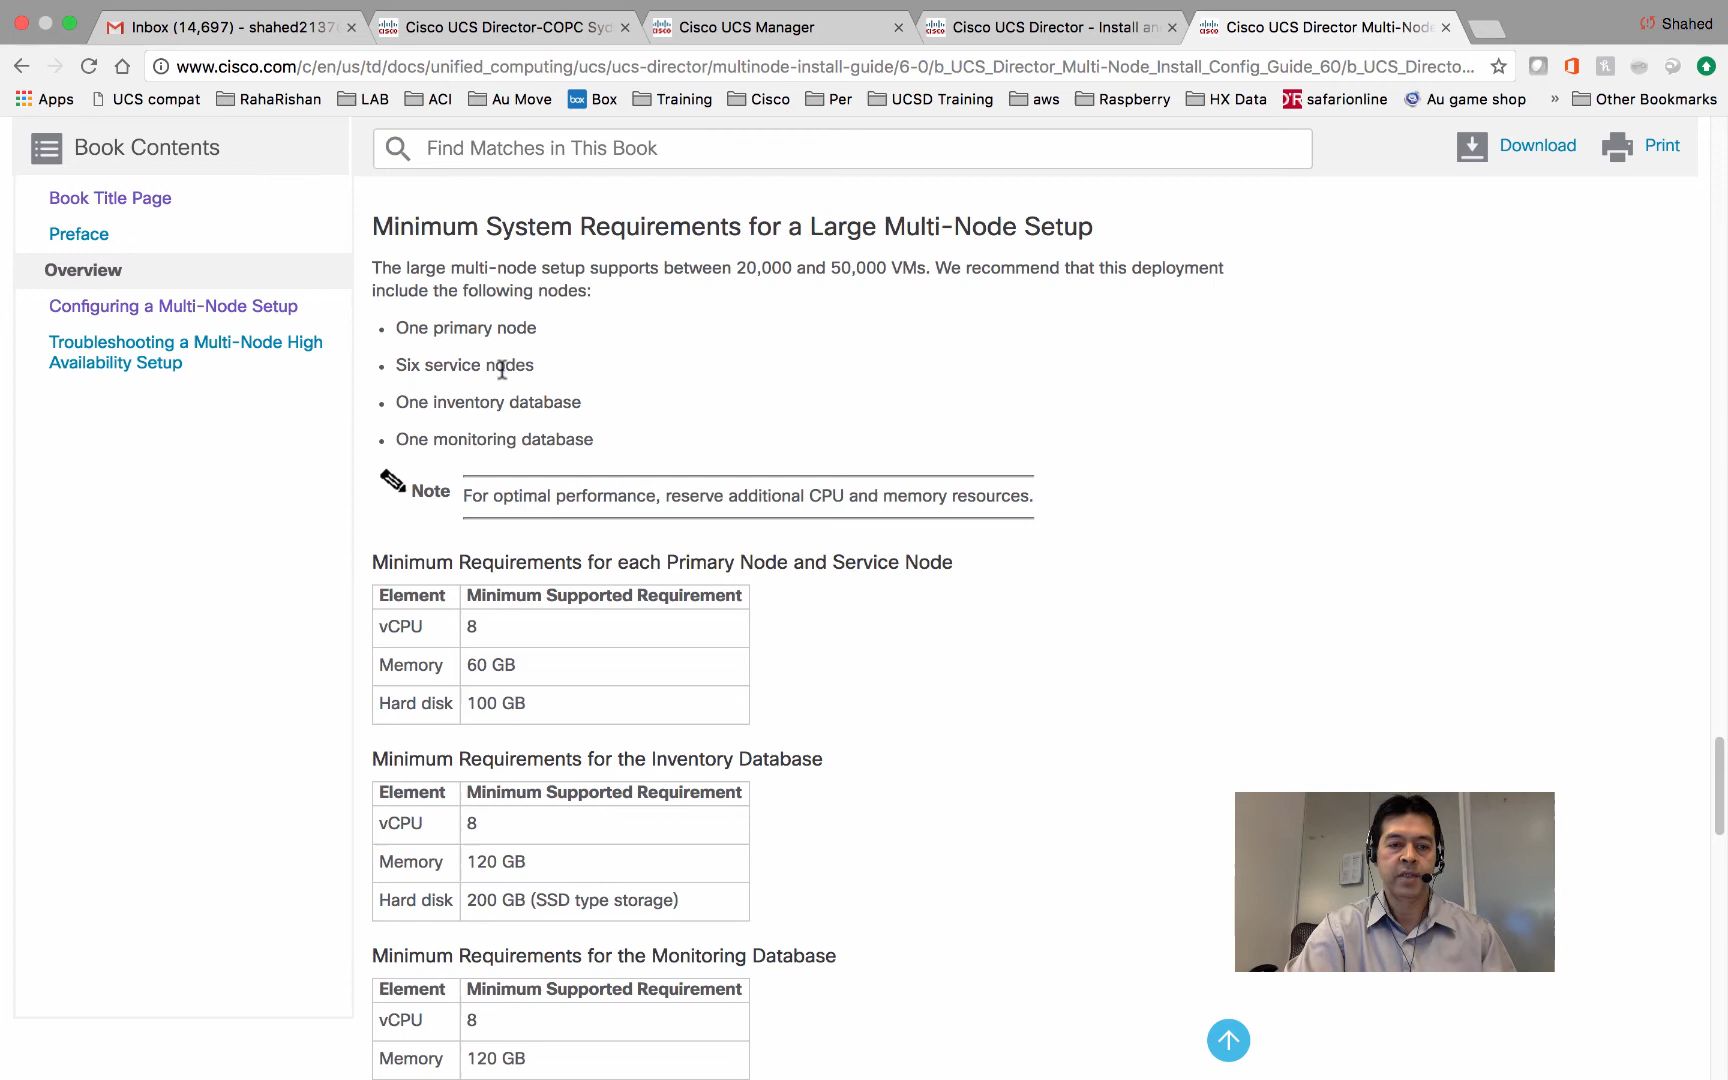 Inbox (14,697) - shahed2137
Cisco UCS Director-COPC Syd
Cisco UCS Manager
Cisco UCS Director - Install an
Cisco UCS Director Multi-Node
Shahed
www.cisco.com/c/en/us/td/docs/unified_computing/ucs/ucs-director/multinode-install-guide/6-0/b_UCS_Director_Multi-Node_Install_Config_Guide_60/b_UCS_Directo...
Apps UCS compat RahaRishan LAB ACI Au Move box Box Training Cisco Per UCSD Training aws Raspberry HX Data O'R safarionline Au game shop » Other Bookmarks
Book Contents
Find Matches in This Book
Download
Print
Book Title Page
Preface
Overview
Configuring a Multi-Node Setup
Troubleshooting a Multi-Node High
Availability Setup
Minimum System Requirements for a Large Multi-Node Setup
The large multi-node setup supports between 20,000 and 50,000 VMs. We recommend that this deployment
include the following nodes:
• One primary node
• Six service nodes
• One inventory database
• One monitoring database
Note For optimal performance, reserve additional CPU and memory resources.
Minimum Requirements for each Primary Node and Service Node
Element Minimum Supported Requirement
vCPU 8
Memory 60 GB
Hard disk 100 GB
Minimum Requirements for the Inventory Database
Element Minimum Supported Requirement
vCPU 8
Memory 120 GB
Hard disk 200 GB (SSD type storage)
Minimum Requirements for the Monitoring Database
Element Minimum Supported Requirement
vCPU 8
Memory 120 GB